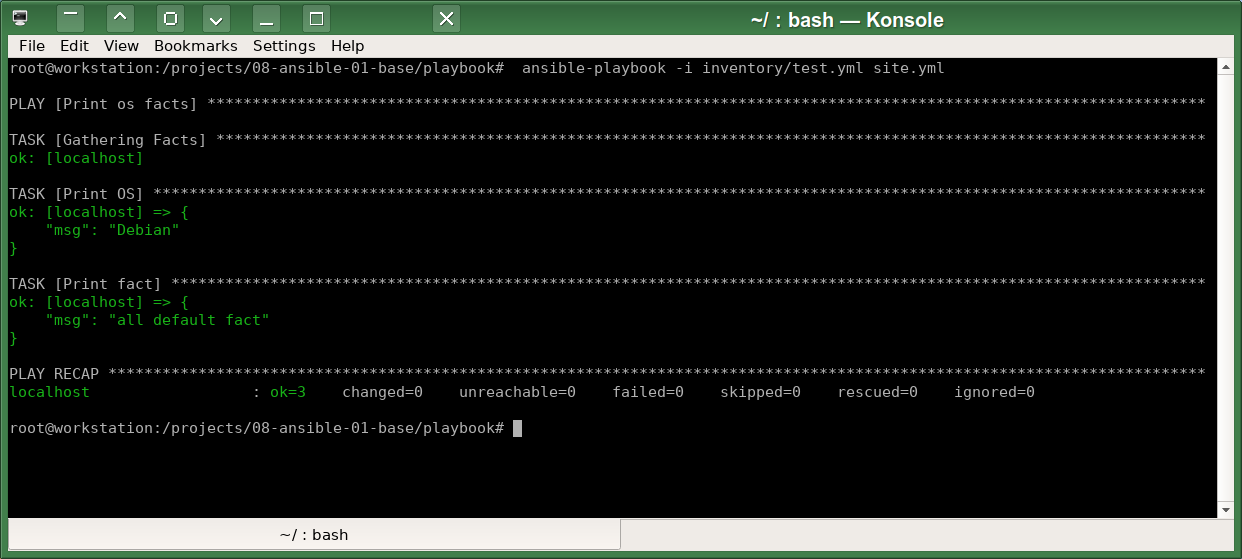 ~/ : bash — Konsole
File Edit View Bookmarks Settings Help
root@workstation:/projects/08-ansible-01-base/playbook#  ansible-playbook -i inventory/test.yml site.yml
PLAY [Print os facts] ***************************************************************************************************************
TASK [Gathering Facts] **************************************************************************************************************
ok: [localhost]
TASK [Print OS] *********************************************************************************************************************
ok: [localhost] => {
    "msg": "Debian"
}
TASK [Print fact] *******************************************************************************************************************
ok: [localhost] => {
    "msg": "all default fact"
}
PLAY RECAP **************************************************************************************************************************
localhost                  : ok=3    changed=0    unreachable=0    failed=0    skipped=0    rescued=0    ignored=0
root@workstation:/projects/08-ansible-01-base/playbook#
~/ : bash